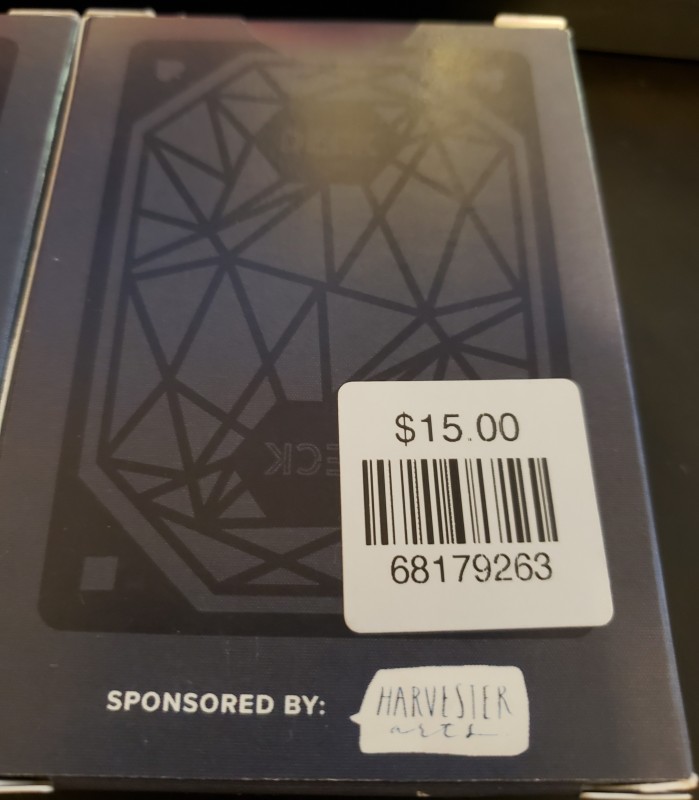 $15.00
68179263
SPONSORED BY:
HARVESTER
arts